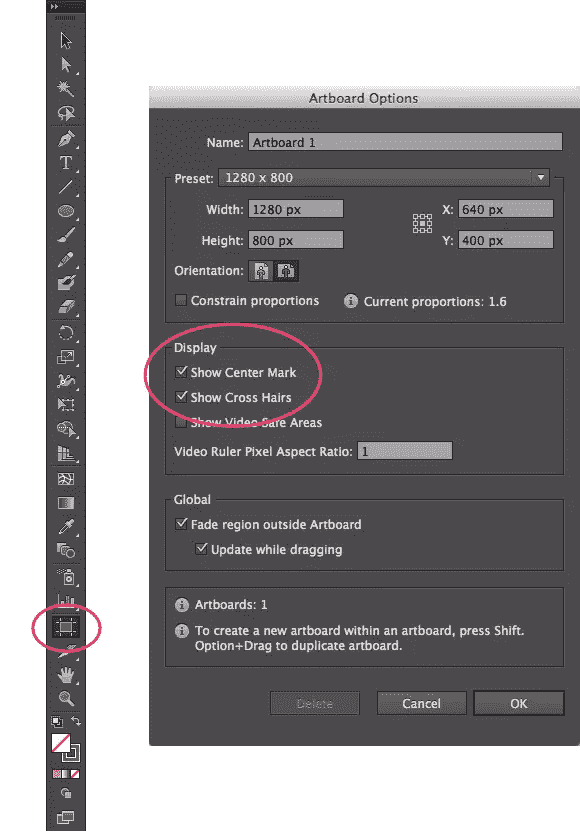 Artboard Options
Name: Artboard 1
Preset: 1280 x 800
Width: 1280 px X: 640 px
Height: 800 px Y: 400 px
Orientation:
Constrain proportions Current proportions: 1.6
Display
Show Center Mark
Show Cross Hairs
Show Video Safe Areas
Video Ruler Pixel Aspect Ratio: 1
Global
Fade region outside Artboard
Update while dragging
Artboards: 1
To create a new artboard within an artboard, press Shift.
Option+Drag to duplicate artboard.
Delete Cancel OK